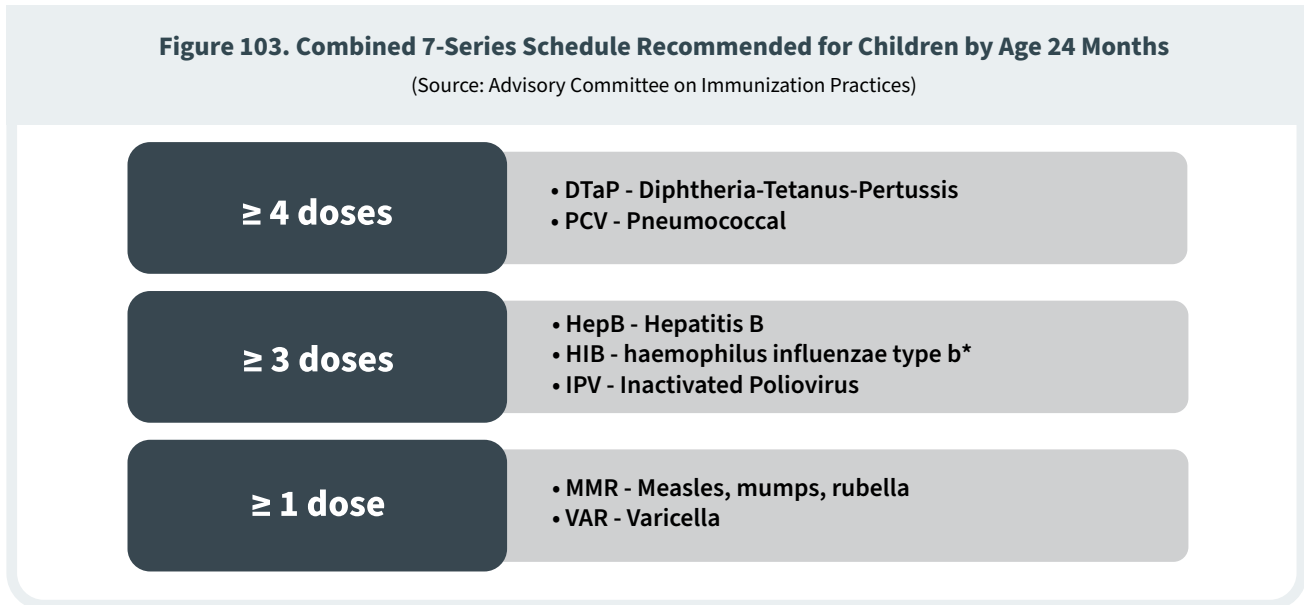 Figure 103. Combined 7-Series Schedule Recommended for Children by Age 24 Months
(Source: Advisory Committee on Immunization Practices)
≥ 4 doses
• DTaP - Diphtheria-Tetanus-Pertussis
• PCV - Pneumococcal
≥ 3 doses
• HepB - Hepatitis B
• HIB - haemophilus influenzae type b*
• IPV - Inactivated Poliovirus
≥ 1 dose
• MMR - Measles, mumps, rubella
• VAR - Varicella